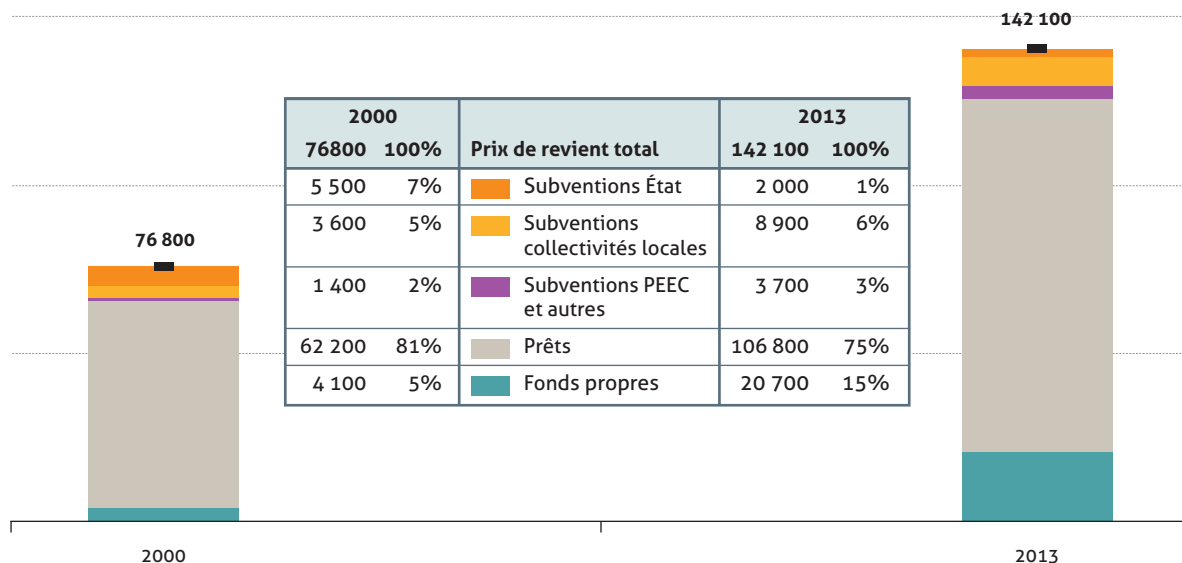 142 100
2000 2013
76800 100% Prix de revient total 142 100 100%
5 500 7% Subventions État 2 000 1%
3 600 5% Subventions 8 900 6%
collectivités locales
1 400 2% Subventions PEEC 3 700 3%
et autres
62 200 81% Prêts 106 800 75%
4 100 5% Fonds propres 20 700 15%
76 800
2000 2013